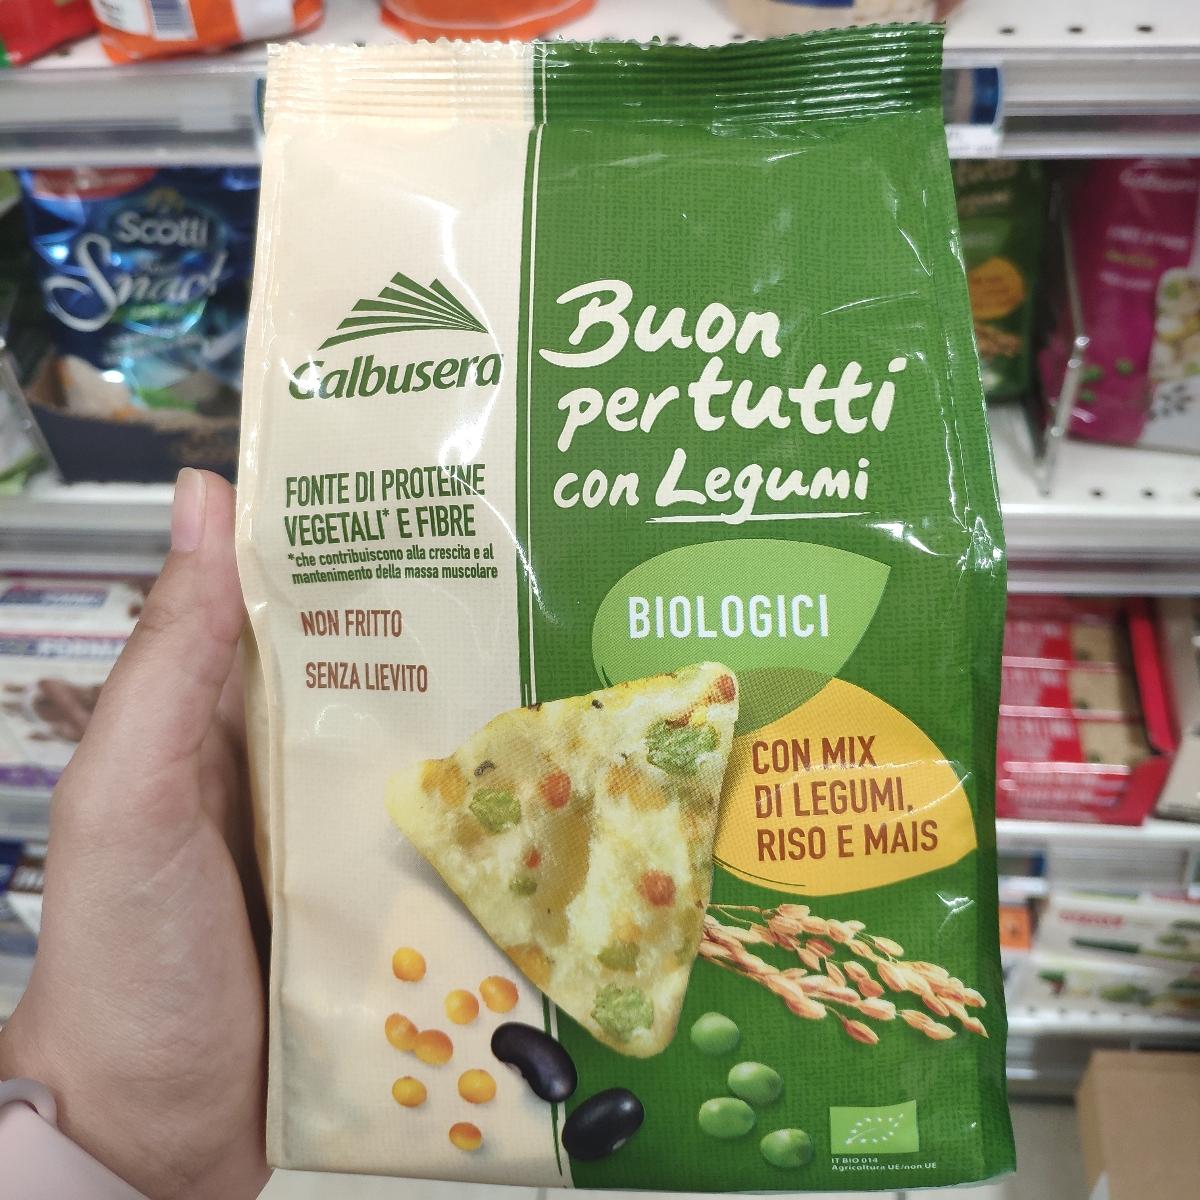 Scotti
Snack
Galbusera
Buon
per tutti
con Legumi
FONTE DI PROTEINE
VEGETALI* E FIBRE
*che contribuiscono alla crescita e al
mantenimento della massa muscolare
NON FRITTO
SENZA LIEVITO
BIOLOGICI
CON MIX
DI LEGUMI,
RISO E MAIS
IT BIO 014
Agricoltura UE/non UE